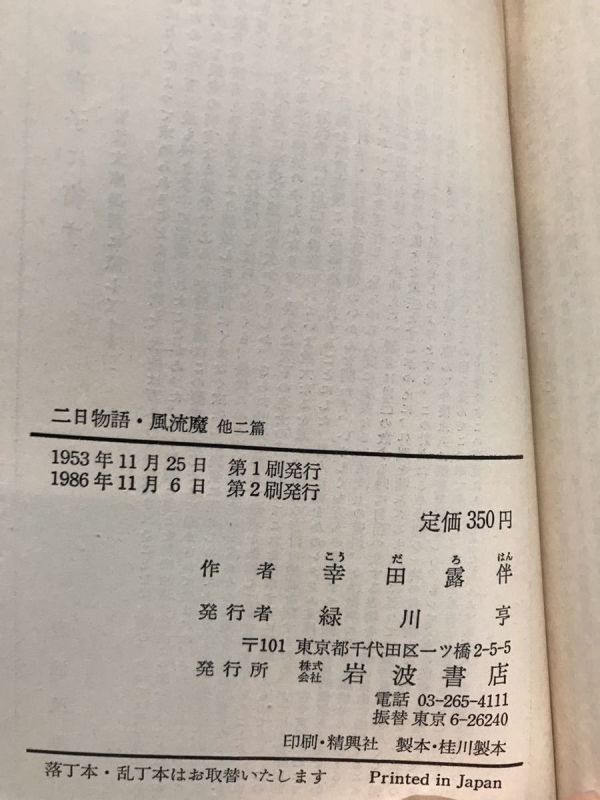 二日物語・風流魔 他二篇
1953年11月25日 第1刷発行
1986年11月6日 第2刷発行
定価350円
こう だ ろ はん
作者 幸田露伴
発行者 緑川亨
〒101 東京都千代田区一ツ橋2-5-5
発行所 株式会社 岩波書店
電話 03-265-4111
振替 東京 6-26240
印刷・精興社 製本・桂川製本
落丁本・乱丁本はお取替いたします Printed in Japan